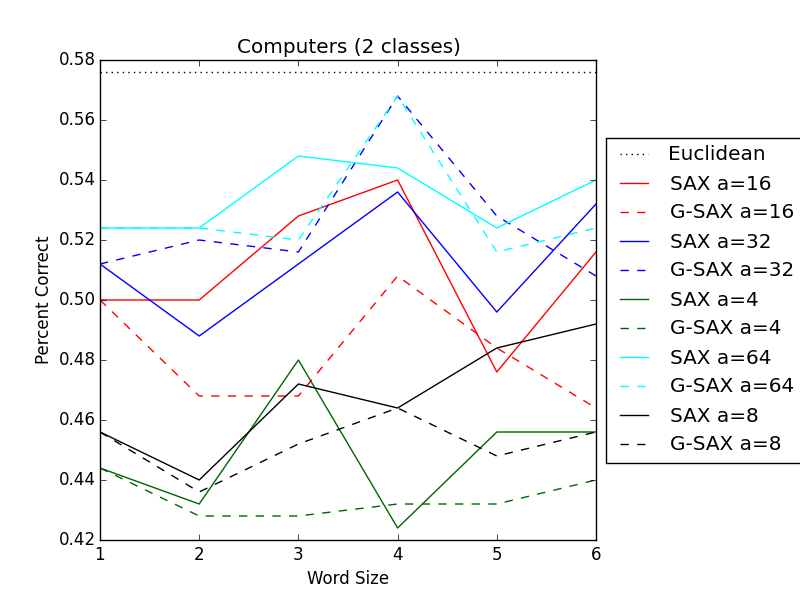 Computers (2 classes)
0.58
0.56
0.54
0.52
0.50
0.48
0.46
0.44
0.42
Percent Correct
1 2 3 4 5 6
Word Size
Euclidean
SAX a=16
G-SAX a=16
SAX a=32
G-SAX a=32
SAX a=4
G-SAX a=4
SAX a=64
G-SAX a=64
SAX a=8
G-SAX a=8